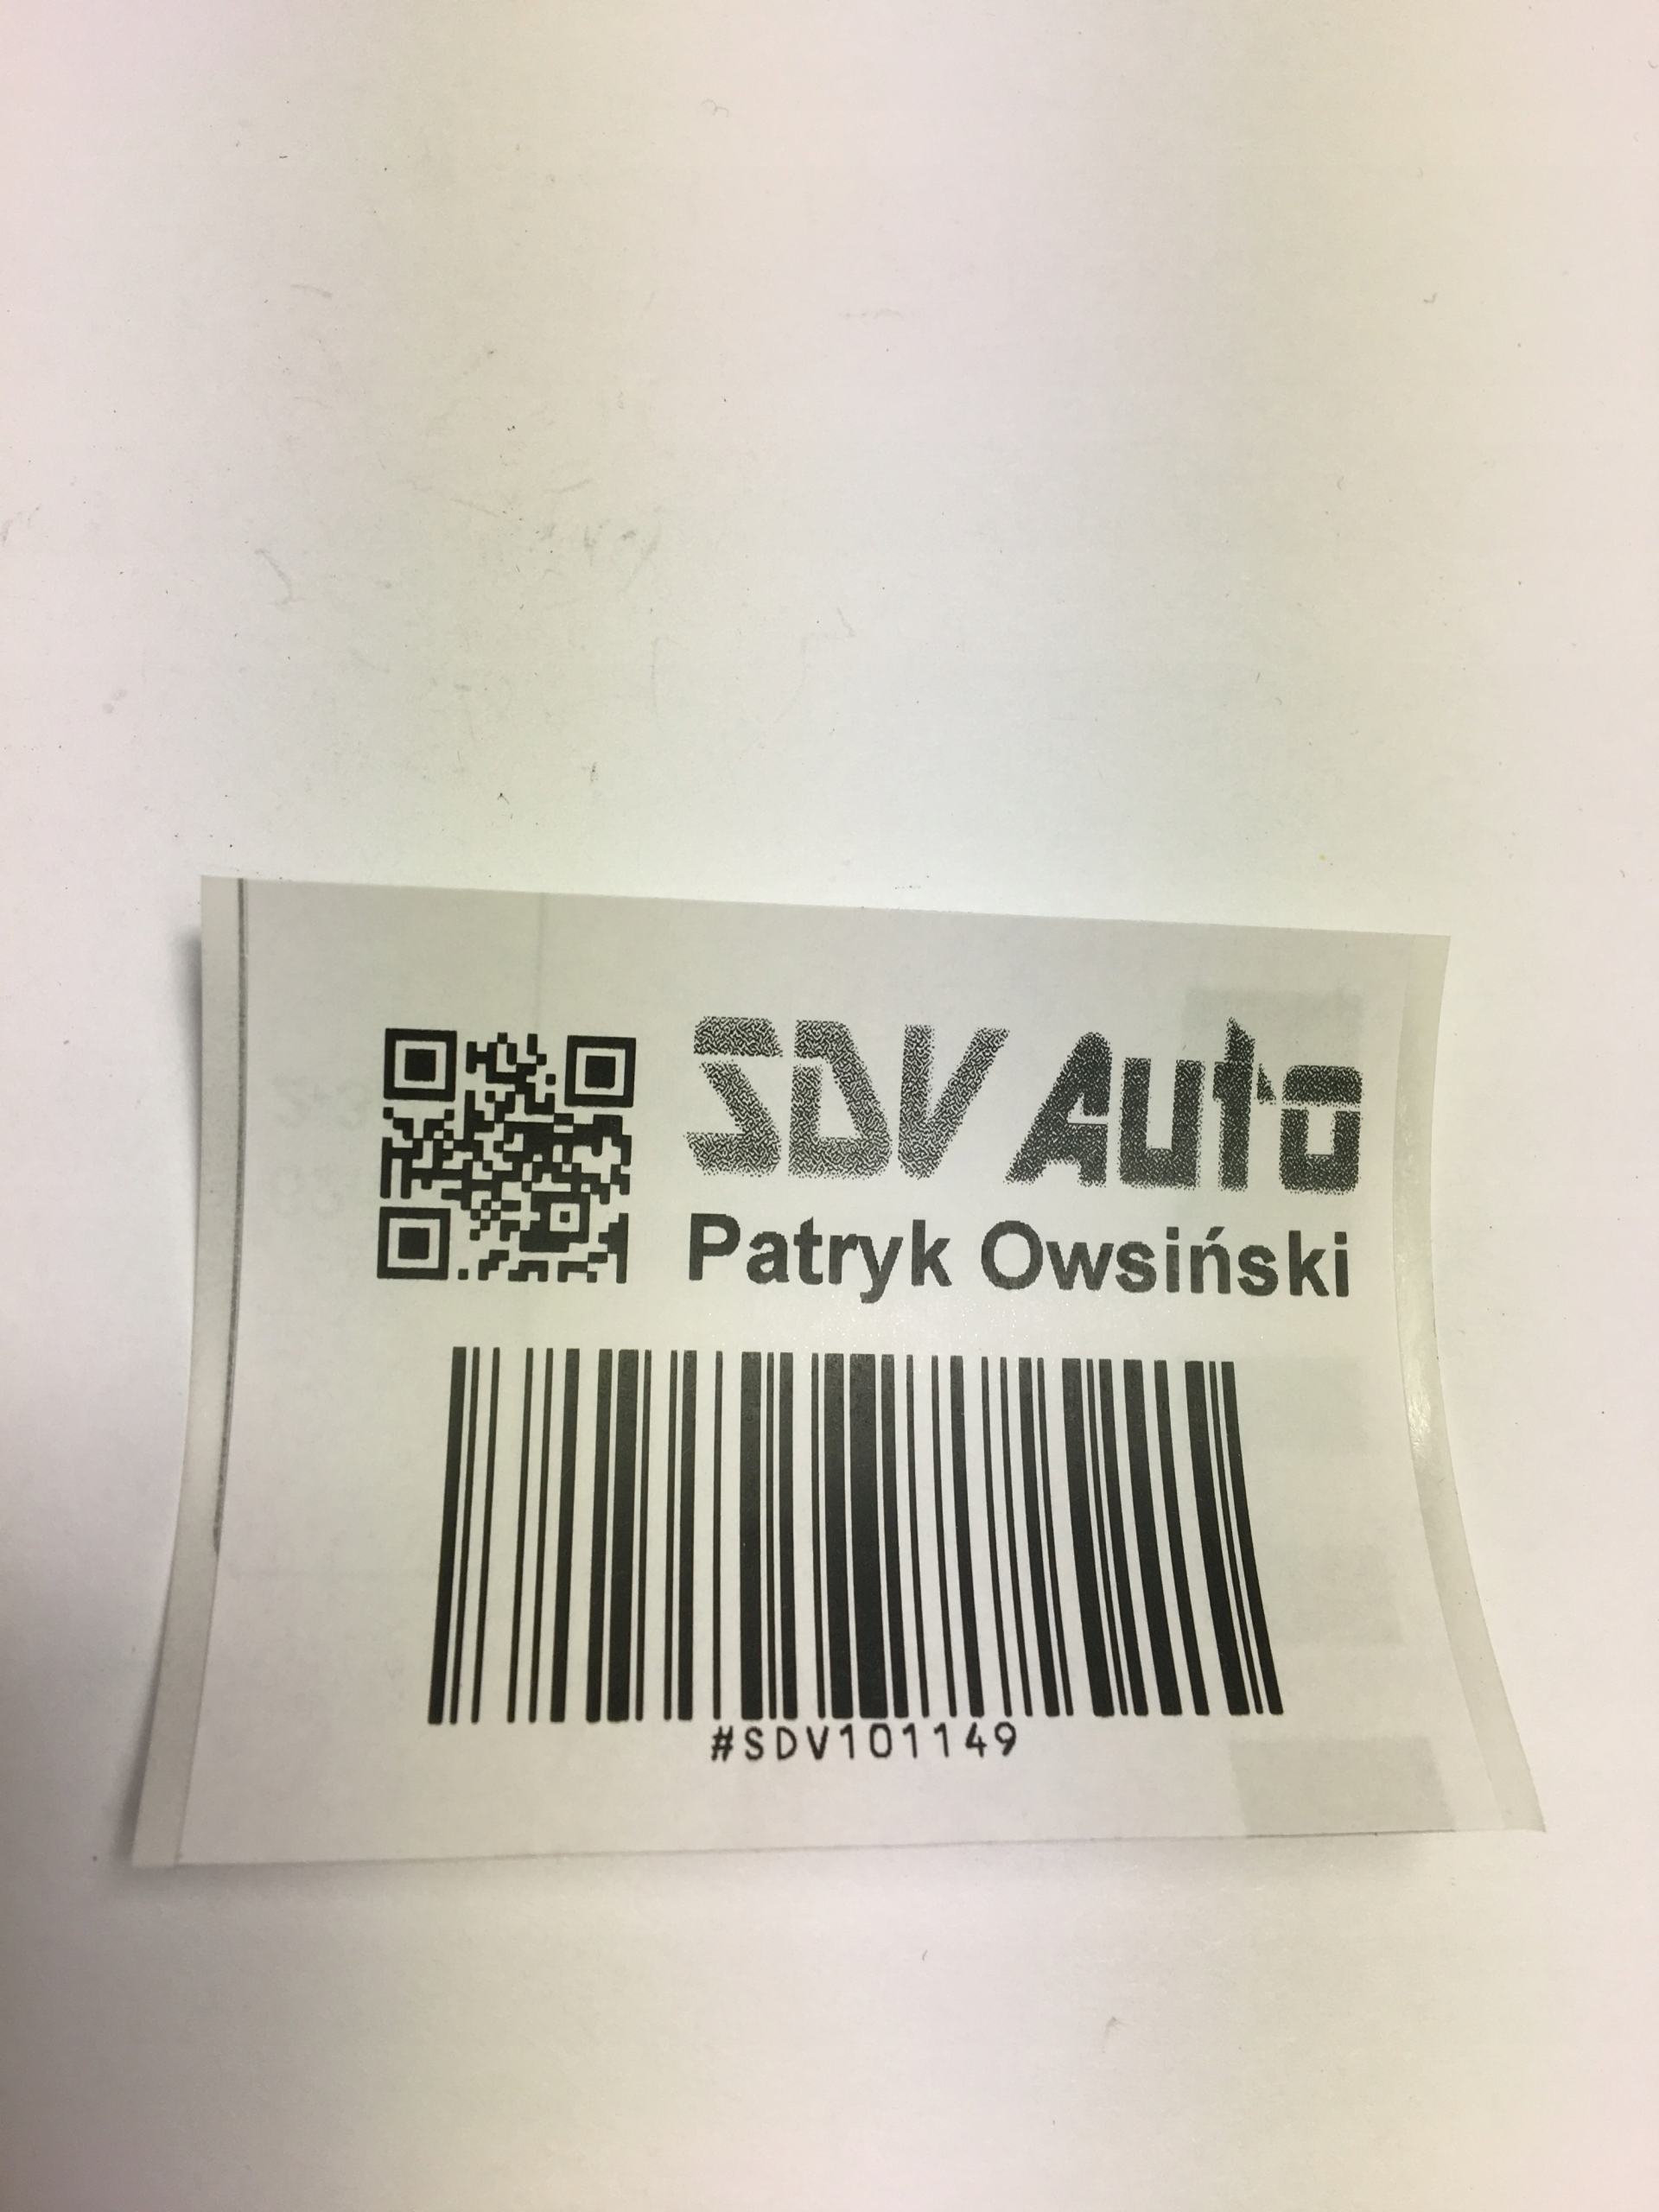 SDV Auto
Patryk Owsiński
#SDV101149